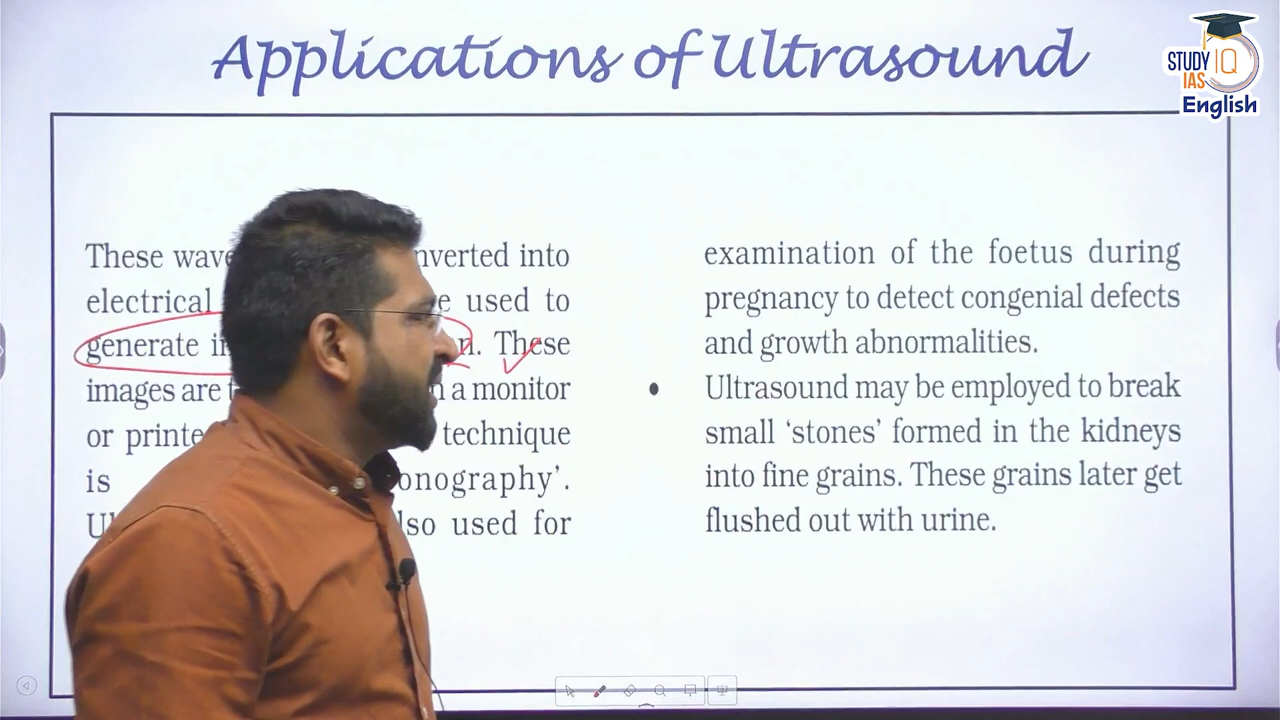 Applications of Ultrasound
STUDY IQ
IAS
English
These nverted into
electrical used to
generate These
images are a monitor
or technique
is onography’.
lso used for
examination of the foetus during
pregnancy to detect congenial defects
and growth abnormalities.
• Ultrasound may be employed to break
small ‘stones’ formed in the kidneys
into fine grains. These grains later get
flushed out with urine.